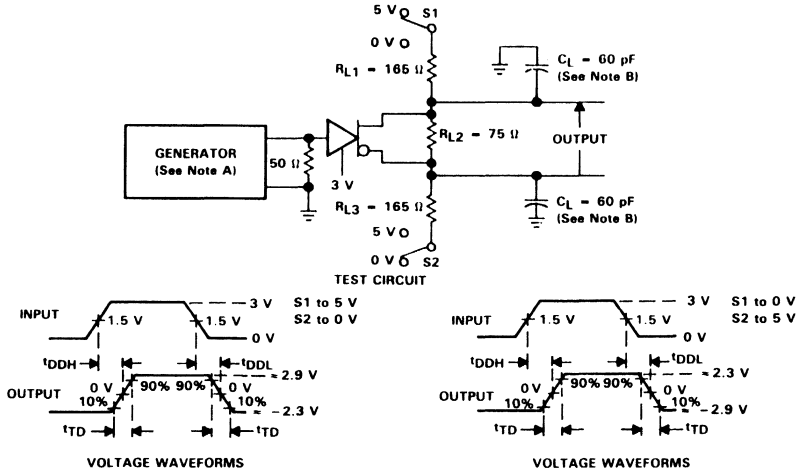 5 V S1
0 V
RL1 = 165 Ω
CL = 60 pF
(See Note B)
GENERATOR
(See Note A)
50 Ω
3 V
RL2 = 75 Ω
OUTPUT
RL3 = 165 Ω
CL = 60 pF
(See Note B)
5 V
0 V S2
TEST CIRCUIT
INPUT
1.5 V
1.5 V
3 V
0 V
S1 to 5 V
S2 to 0 V
tDDH
tDDL
OUTPUT
0 V
10%
90% 90%
0 V
10%
≈2.9 V
≈-2.3 V
tTD
tTD
VOLTAGE WAVEFORMS
INPUT
1.5 V
1.5 V
3 V
0 V
S1 to 0 V
S2 to 5 V
tDDH
tDDL
OUTPUT
0 V
10%
90% 90%
0 V
10%
≈2.3 V
≈-2.9 V
tTD
tTD
VOLTAGE WAVEFORMS